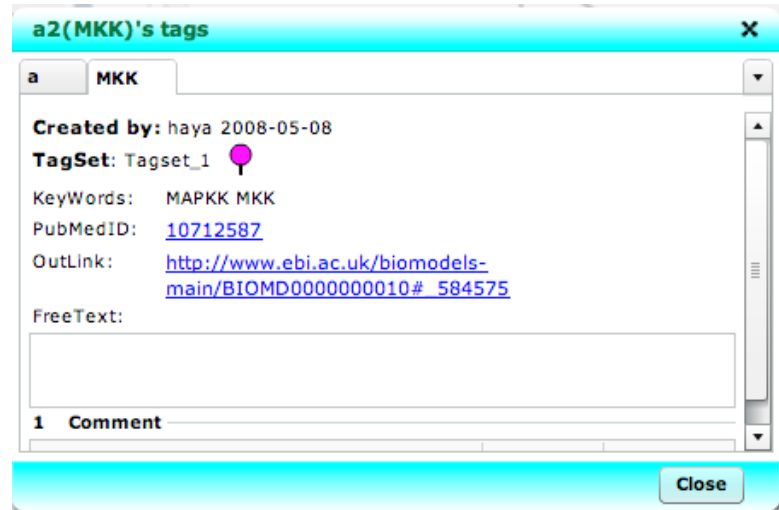 a2(MKK)'s tags
a MKK
Created by: haya 2008-05-08
TagSet: Tagset_1
KeyWords: MAPKK MKK
PubMedID: 10712587
OutLink: http://www.ebi.ac.uk/biomodels-
main/BIOMD0000000010#_584575
FreeText:
1 Comment
Close